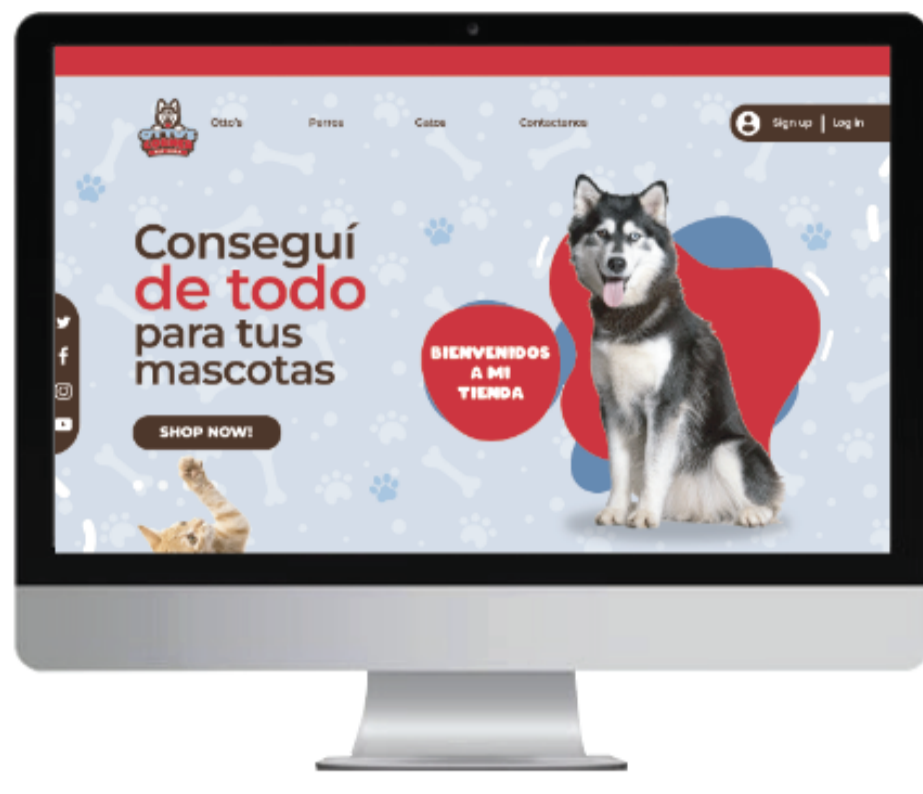 Otto's
Perros
Gatos
Contactanos
Sign up | Log in
Conseguí
de todo
para tus
mascotas
SHOP NOW!
BIENVENIDOS
A MI
TIENDA